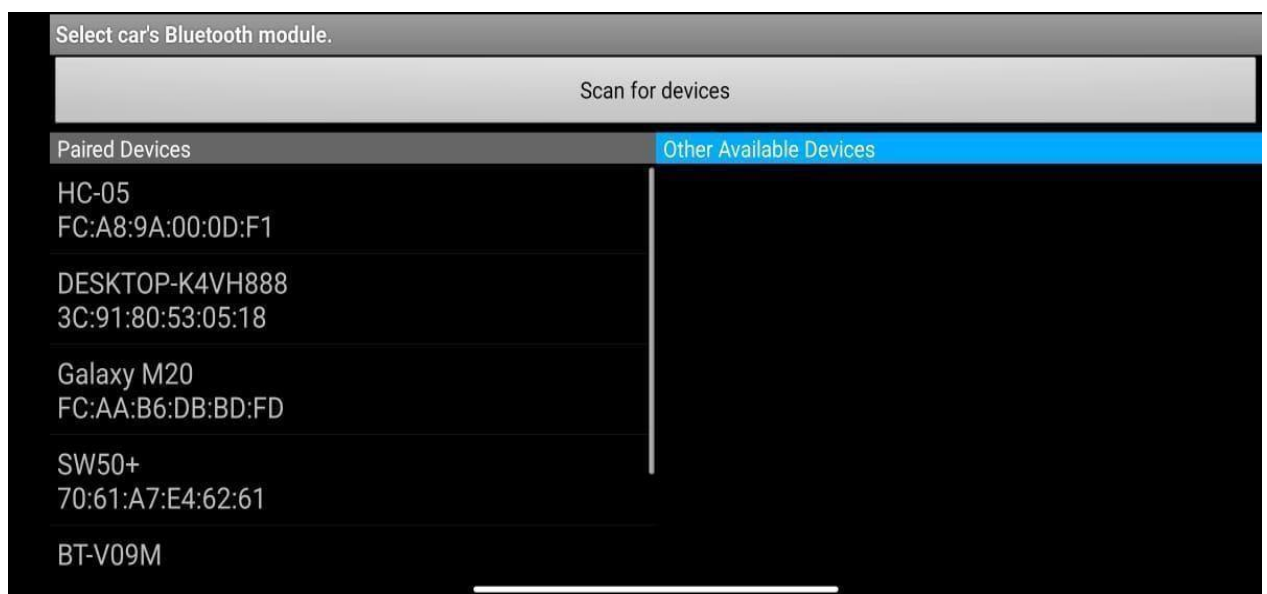 Select car's Bluetooth module.
Scan for devices
Paired Devices
Other Available Devices
HC-05
FC:A8:9A:00:0D:F1
DESKTOP-K4VH888
3C:91:80:53:05:18
Galaxy M20
FC:AA:B6:DB:BD:FD
SW50+
70:61:A7:E4:62:61
BT-V09M